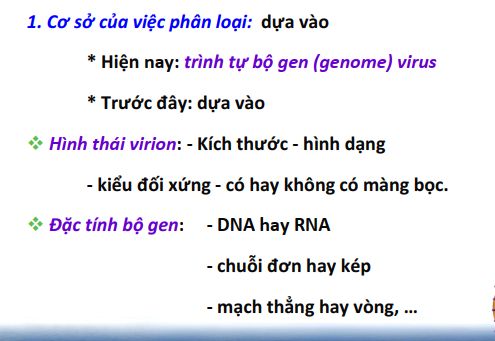 1. Cơ sở của việc phân loại: dựa vào
* Hiện nay: trình tự bộ gen (genome) virus
* Trước đây: dựa vào
❖ Hình thái virion: - Kích thước - hình dạng
- kiểu đối xứng - có hay không có màng bọc.
❖ Đặc tính bộ gen: - DNA hay RNA
- chuỗi đơn hay kép
- mạch thẳng hay vòng, ...